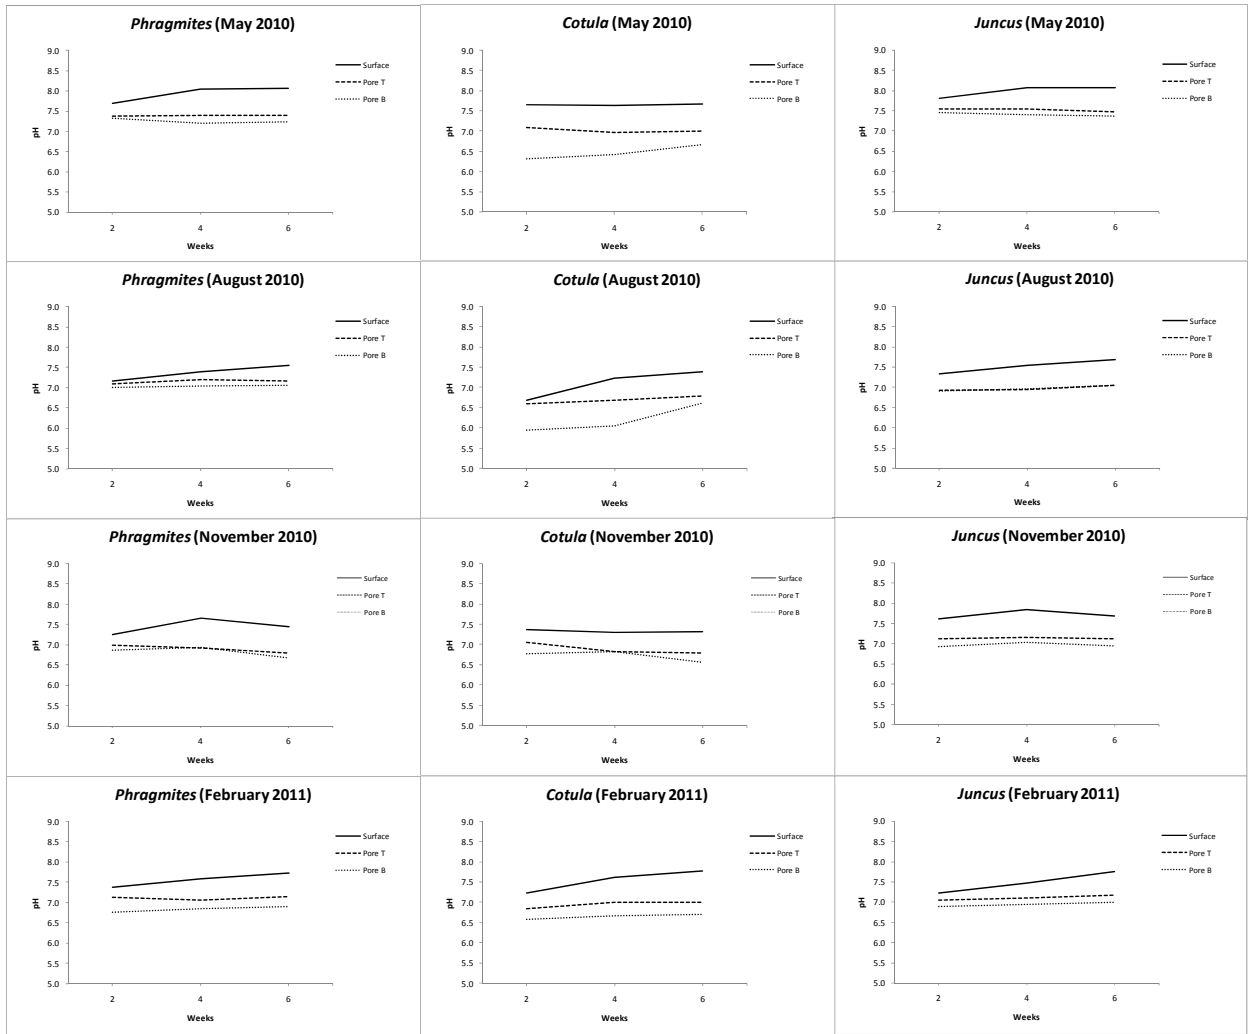 Phragmites (May 2010)
9.0
8.5
8.0
7.5
7.0
6.5
6.0
5.5
5.0
pH
2 4 6
Weeks
Surface
Pore T
Pore B
Cotula (May 2010)
9.0
8.5
8.0
7.5
7.0
6.5
6.0
5.5
5.0
pH
2 4 6
Weeks
Surface
Pore T
Pore B
Juncus (May 2010)
9.0
8.5
8.0
7.5
7.0
6.5
6.0
5.5
5.0
pH
2 4 6
Weeks
Surface
Pore T
Pore B
Phragmites (August 2010)
9.0
8.5
8.0
7.5
7.0
6.5
6.0
5.5
5.0
pH
2 4 6
Weeks
Surface
Pore T
Pore B
Cotula (August 2010)
9.0
8.5
8.0
7.5
7.0
6.5
6.0
5.5
5.0
pH
2 4 6
Weeks
Surface
Pore T
Pore B
Juncus (August 2010)
9.0
8.5
8.0
7.5
7.0
6.5
6.0
5.5
5.0
pH
2 4 6
Weeks
Surface
Pore T
Pore B
Phragmites (November 2010)
9.0
8.5
8.0
7.5
7.0
6.5
6.0
5.5
5.0
pH
2 4 6
Weeks
Surface
Pore T
Pore B
Cotula (November 2010)
9.0
8.5
8.0
7.5
7.0
6.5
6.0
5.5
5.0
pH
2 4 6
Weeks
Surface
Pore T
Pore B
Juncus (November 2010)
9.0
8.5
8.0
7.5
7.0
6.5
6.0
5.5
5.0
pH
2 4 6
Weeks
Surface
Pore T
Pore B
Phragmites (February 2011)
9.0
8.5
8.0
7.5
7.0
6.5
6.0
5.5
5.0
pH
2 4 6
Weeks
Surface
Pore T
Pore B
Cotula (February 2011)
9.0
8.5
8.0
7.5
7.0
6.5
6.0
5.5
5.0
pH
2 4 6
Weeks
Surface
Pore T
Pore B
Juncus (February 2011)
9.0
8.5
8.0
7.5
7.0
6.5
6.0
5.5
5.0
pH
2 4 6
Weeks
Surface
Pore T
Pore B